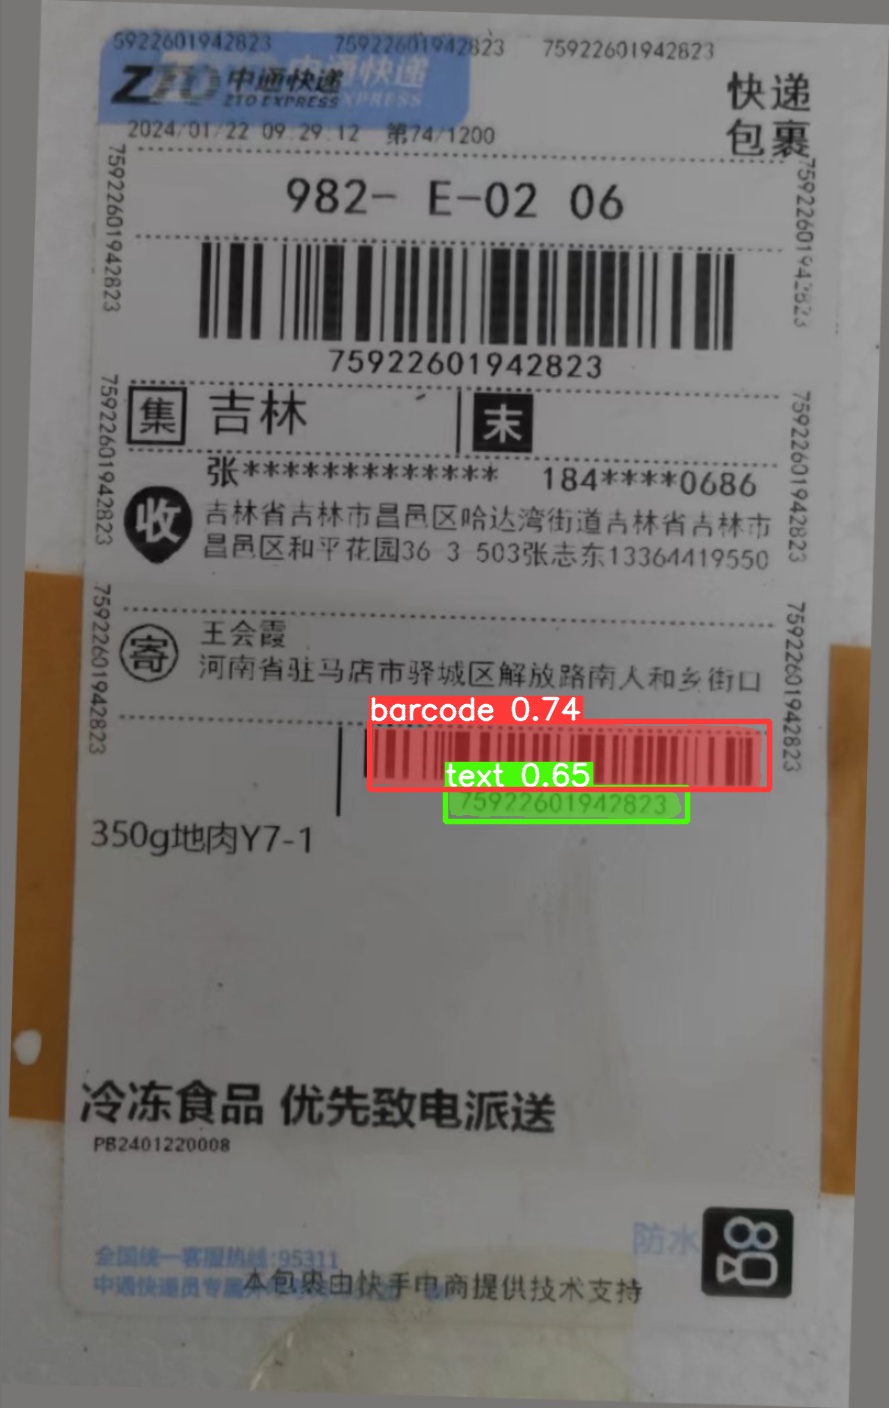 59226019428​23 759226019428​23 75922601942823
ZTO 中通快递 中通快递
ZTO EXPRESS XPRESS
快递
包裹
2024/01/22 09:29:12 第74/1200
75922601942823
75922601942823
982- E-02 06
75922601942823
集 吉林 末
75922601942823
75922601942823
张************* 184****0686
收
吉林省吉林市昌邑区哈达湾街道吉林省吉林市
昌邑区和平花园36 3 503张志东13364419550
75922601942823
75922601942823
寄 王会霞
河南省驻马店市驿城区解放路南人和乡街口
barcode 0.74
text 0.65
75922601942823
350g地肉Y7-1
冷冻食品 优先致电派送
PB2401220008
防水
全国统一客服热线:95311
中通快递员专属
本包裹由快手电商提供技术支持